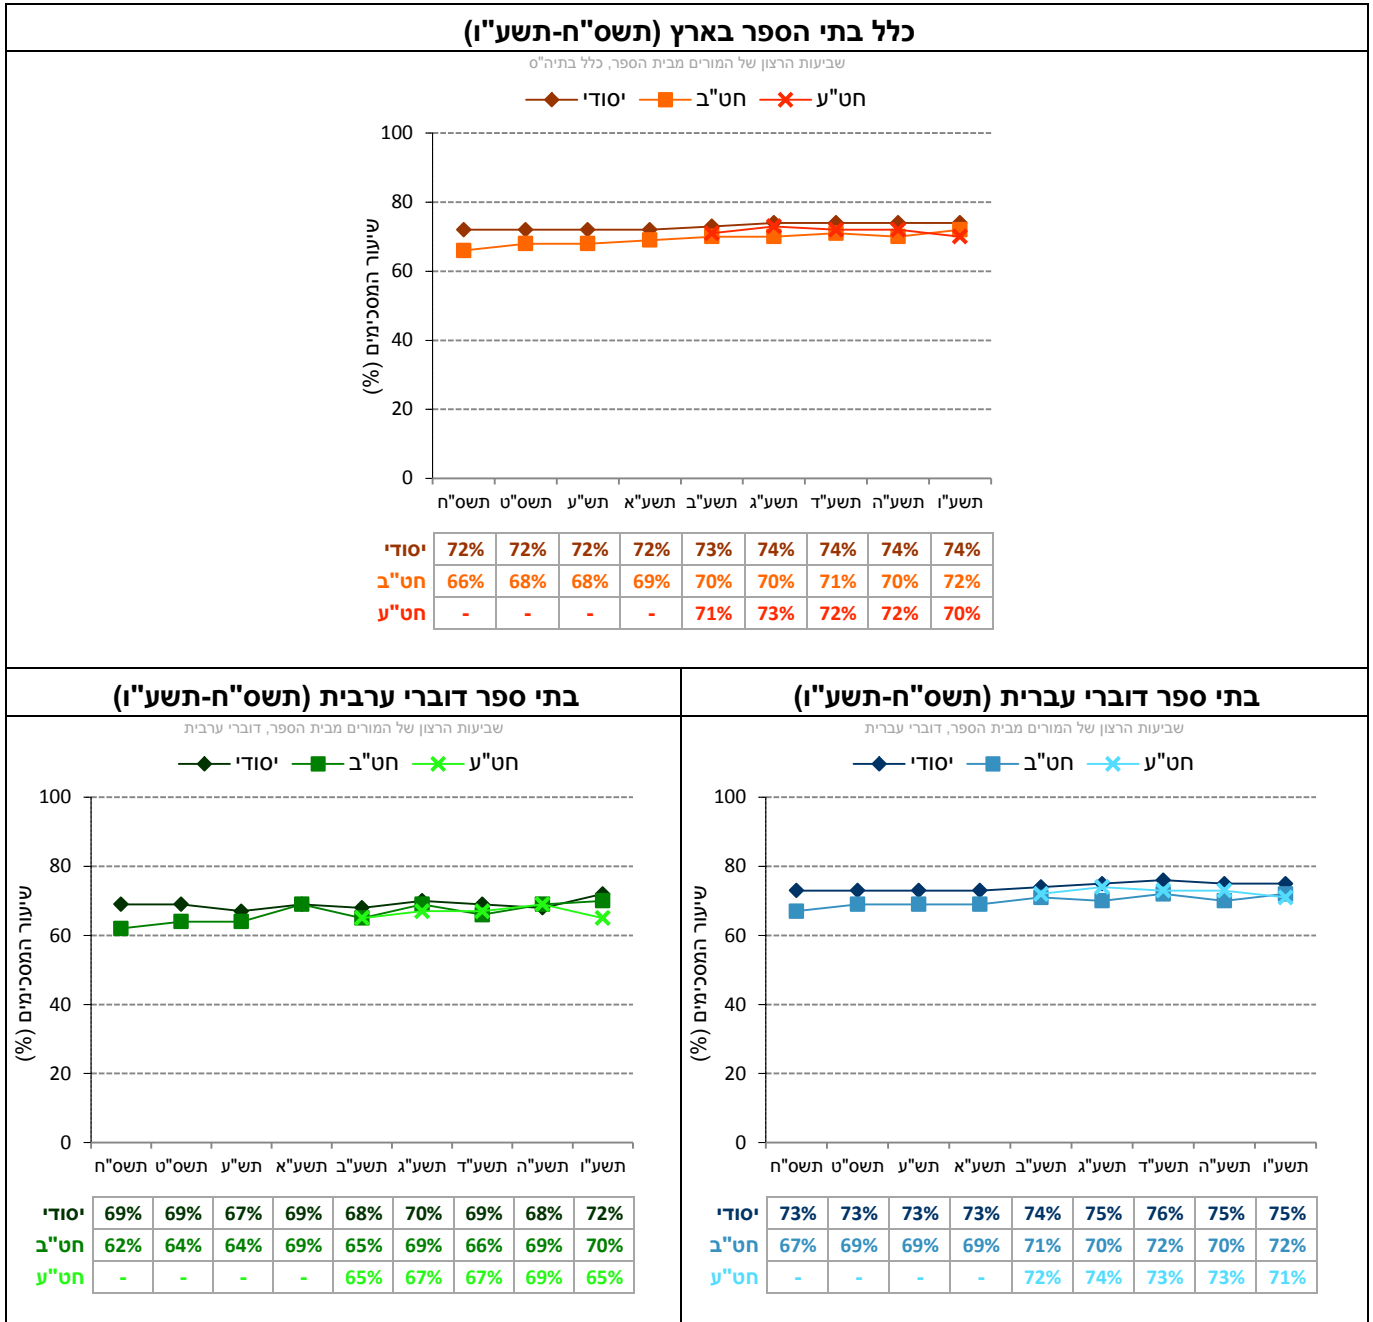 כלל בתי הספר בארץ (תשס"ח-תשע"ו)
שביעות הרצון של המורים מבית הספר, כלל בתיה"ס
יסודי חט"ב חט"ע
שיעור המסכימים (%)
100
80
60
40
20
0
תשס"ח תשס"ט תש"ע תשע"א תשע"ב תשע"ג תשע"ד תשע"ה תשע"ו
יסודי 72% 72% 72% 72% 73% 74% 74% 74% 74%
חט"ב 66% 68% 68% 69% 70% 70% 71% 70% 72%
חט"ע - - - - 71% 73% 72% 72% 70%
בתי ספר דוברי עברית (תשס"ח-תשע"ו)
שביעות הרצון של המורים מבית הספר, דוברי עברית
יסודי חט"ב חט"ע
שיעור המסכימים (%)
100
80
60
40
20
0
תשס"ח תשס"ט תש"ע תשע"א תשע"ב תשע"ג תשע"ד תשע"ה תשע"ו
יסודי 73% 73% 73% 73% 74% 75% 76% 75% 75%
חט"ב 67% 69% 69% 69% 71% 70% 72% 70% 72%
חט"ע - - - - 72% 74% 73% 73% 71%
בתי ספר דוברי ערבית (תשס"ח-תשע"ו)
שביעות הרצון של המורים מבית הספר, דוברי ערבית
יסודי חט"ב חט"ע
שיעור המסכימים (%)
100
80
60
40
20
0
תשס"ח תשס"ט תש"ע תשע"א תשע"ב תשע"ג תשע"ד תשע"ה תשע"ו
יסודי 69% 69% 67% 69% 68% 70% 69% 68% 72%
חט"ב 62% 64% 64% 69% 65% 69% 66% 69% 70%
חט"ע - - - - 65% 67% 67% 69% 65%